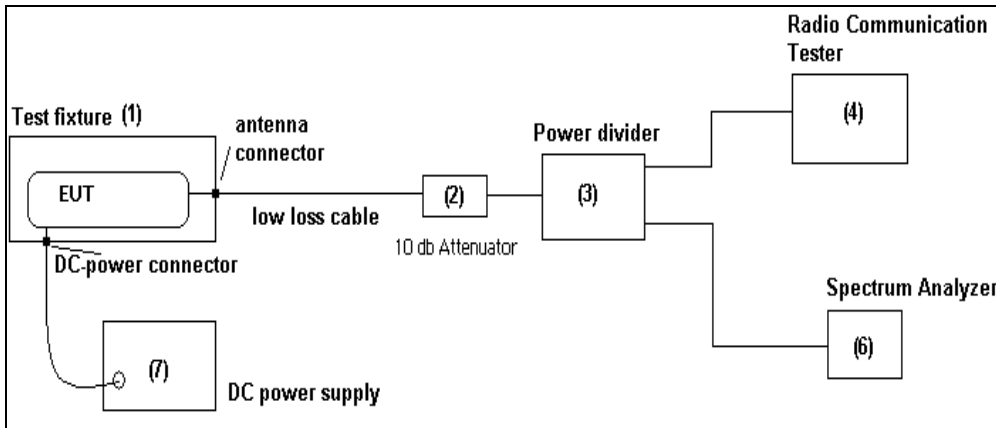 Radio Communication
Tester
(4)
Test fixture (1)
antenna
connector
Power divider
EUT
(2)
(3)
low loss cable
10 db Attenuator
DC-power connector
Spectrum Analyzer
(6)
(7)
DC power supply